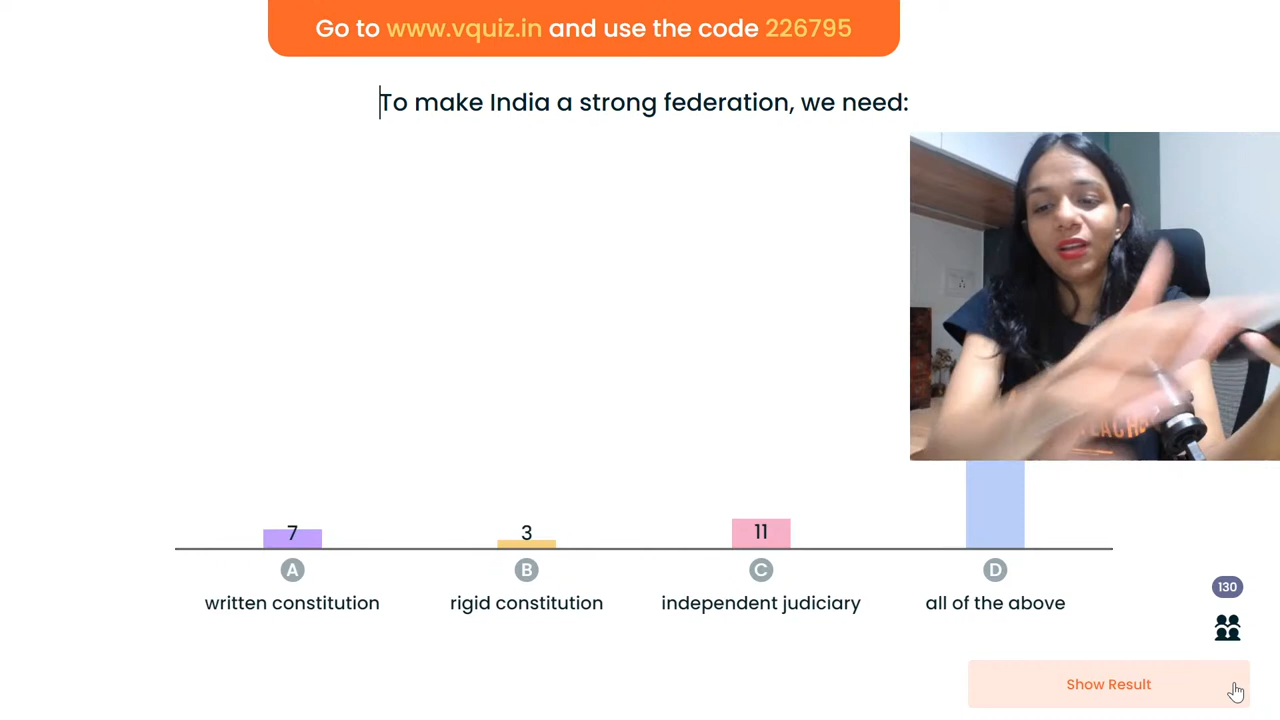 Go to www.vquiz.in and use the code 226795
To make India a strong federation, we need:
7
3
11
A
B
C
D
written constitution
rigid constitution
independent judiciary
all of the above
130
Show Result